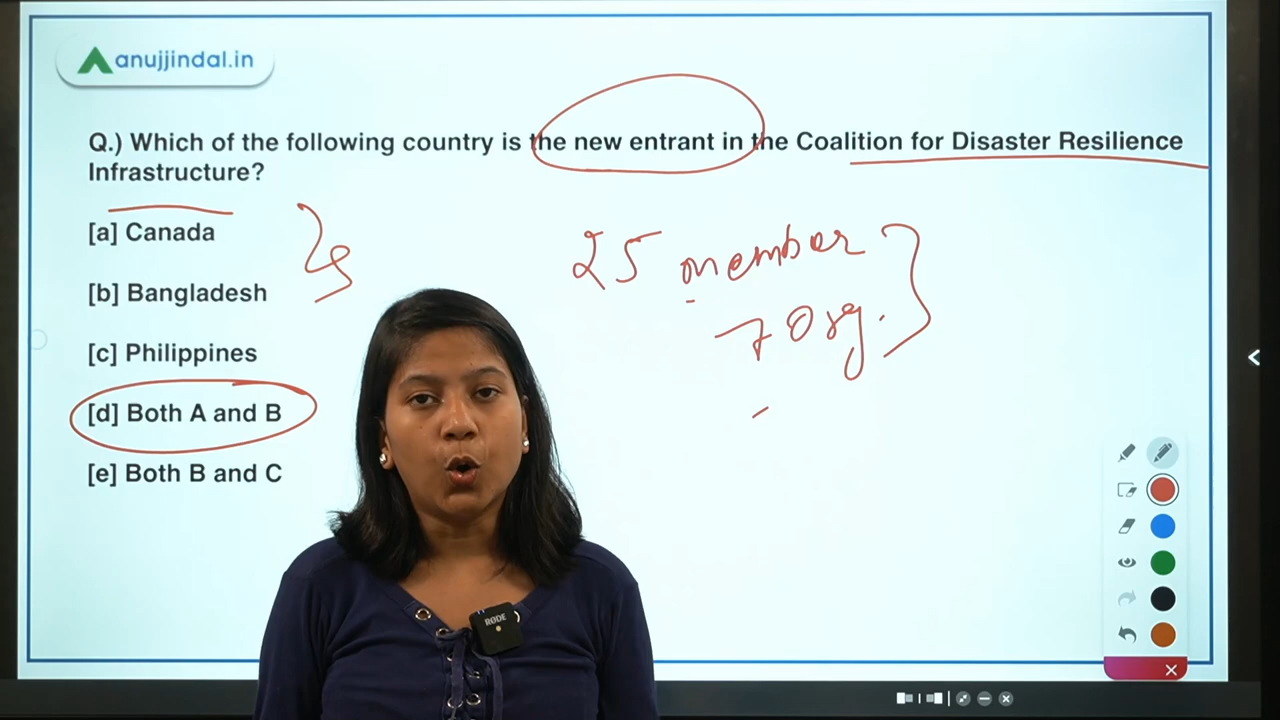 anujjindal.in
Q.) Which of the following country is the new entrant in the Coalition for Disaster Resilience
Infrastructure?
[a] Canada
[b] Bangladesh
[c] Philippines
[d] Both A and B
[e] Both B and C
25 member
7 Org.
RØDE